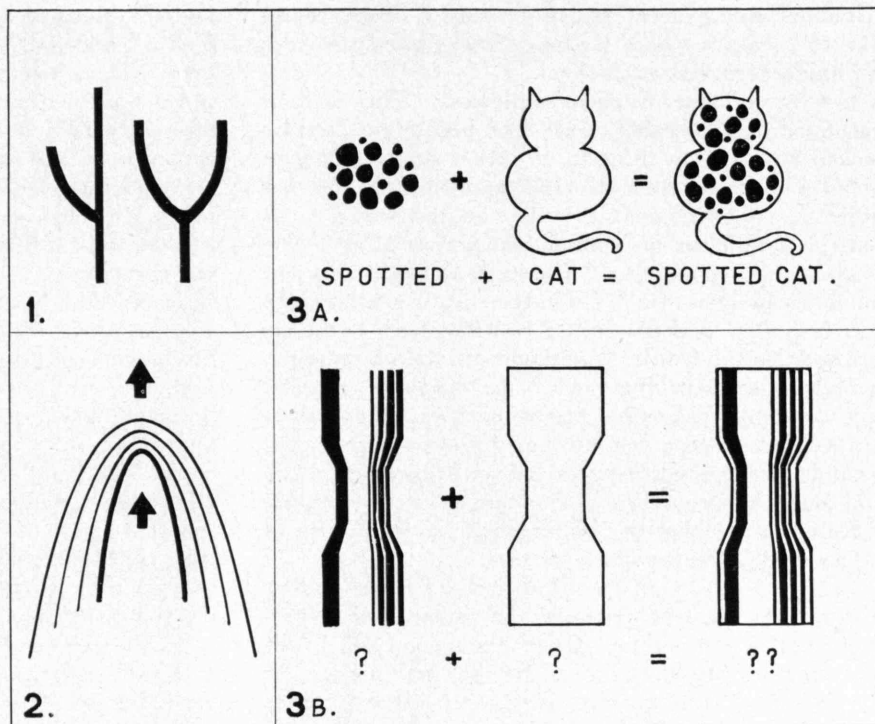 + =
SPOTTED + CAT = SPOTTED CAT.
1.
3A.
+ =
? + ? = ??
2.
3B.